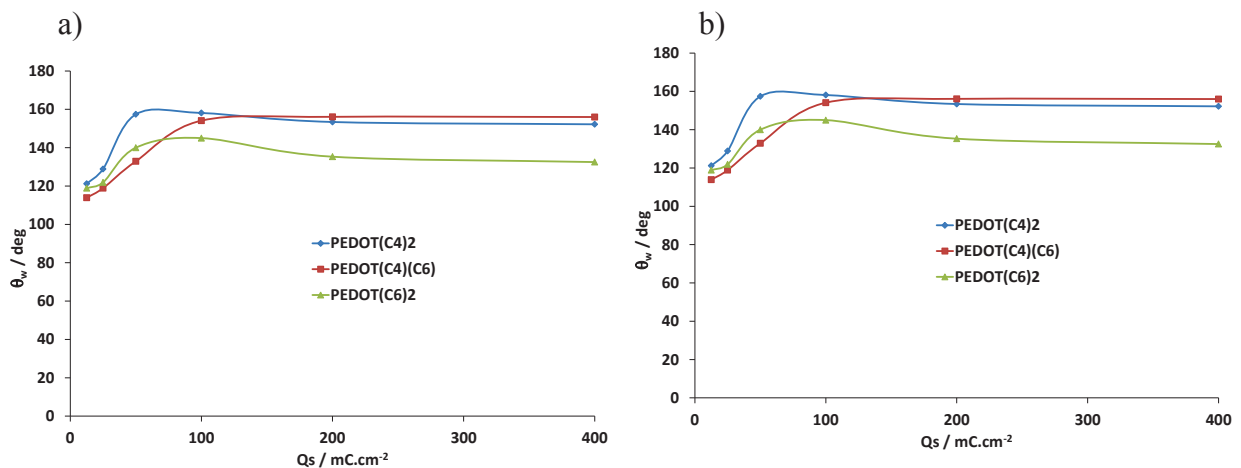 a)
180
160
140
120
100
80
60
40
20
0
θw / deg
PEDOT(C4)2
PEDOT(C4)(C6)
PEDOT(C6)2
0 100 200 300 400
Qs / mC.cm-2
b)
180
160
140
120
100
80
60
40
20
0
θw / deg
PEDOT(C4)2
PEDOT(C4)(C6)
PEDOT(C6)2
0 100 200 300 400
Qs / mC.cm-2